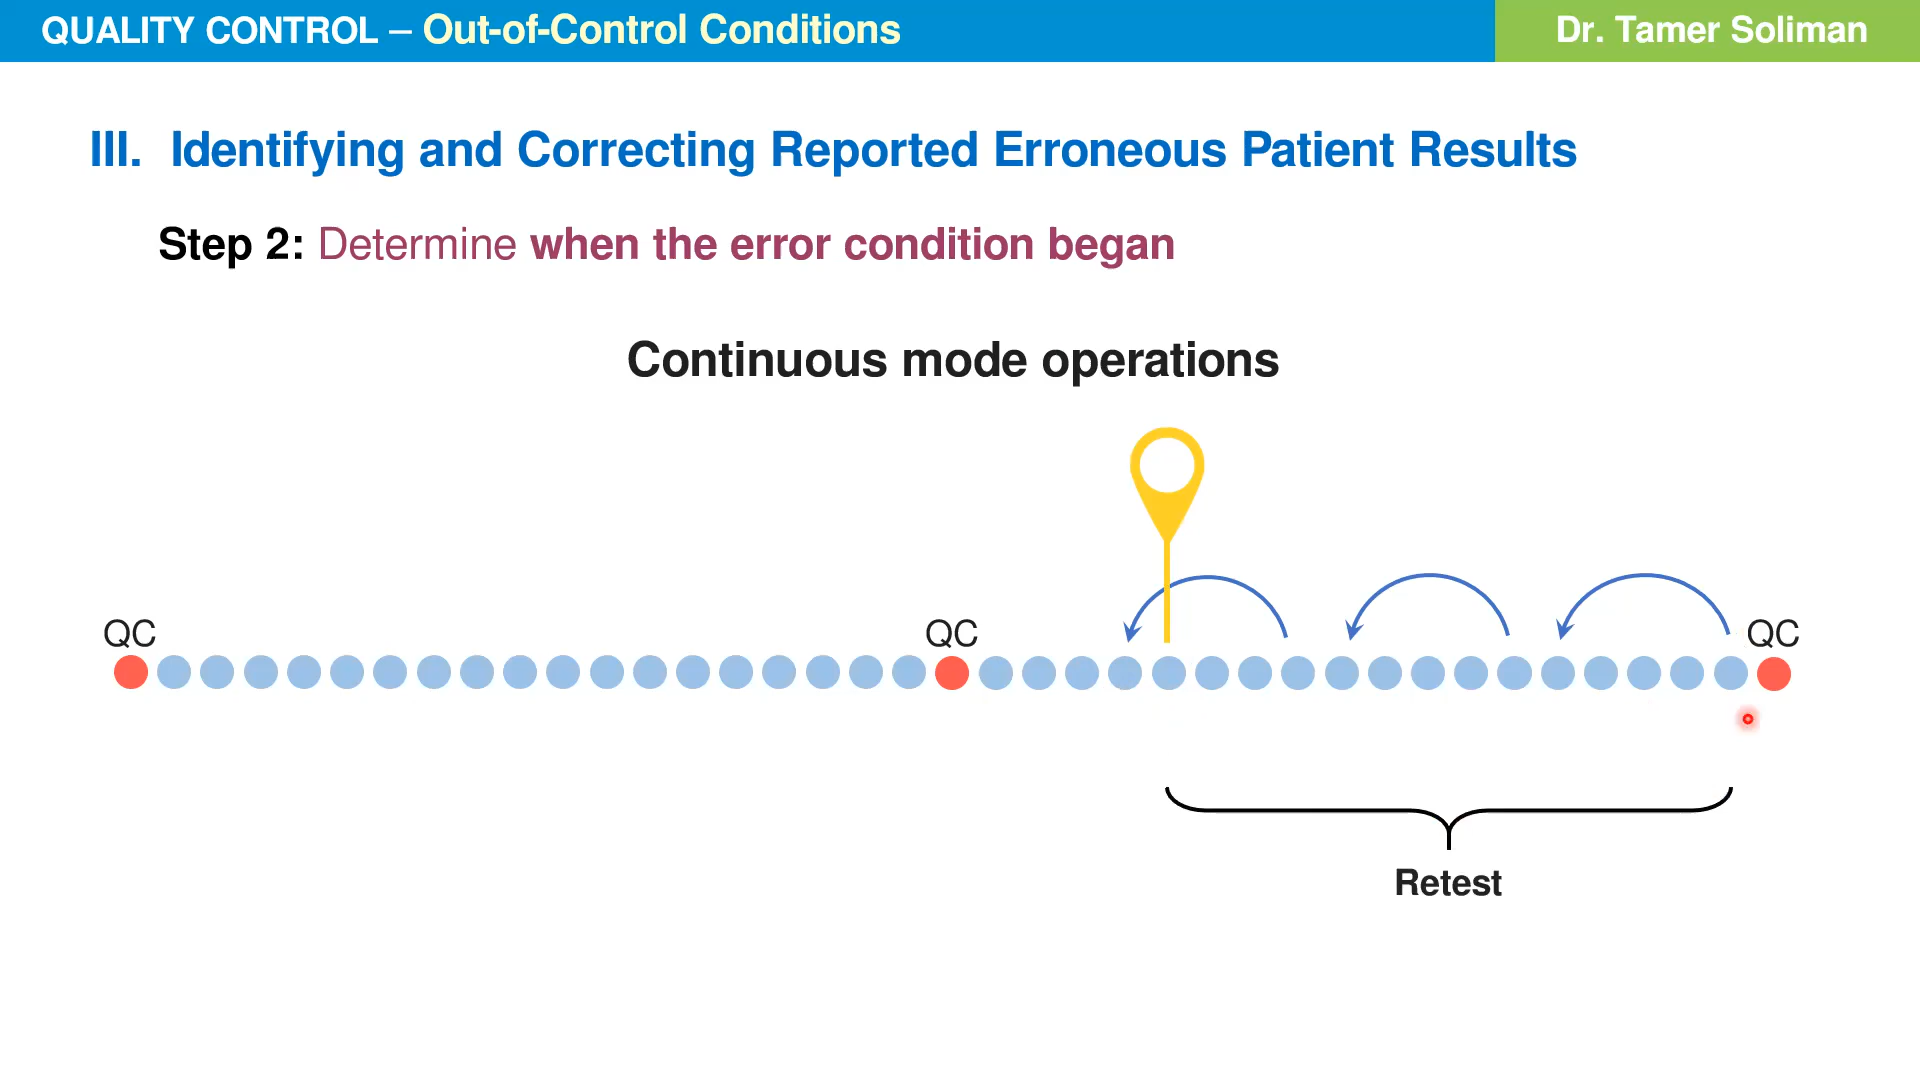 QUALITY CONTROL – Out-of-Control Conditions
Dr. Tamer Soliman
III. Identifying and Correcting Reported Erroneous Patient Results
Step 2: Determine when the error condition began
Continuous mode operations
QC
QC
QC
Retest